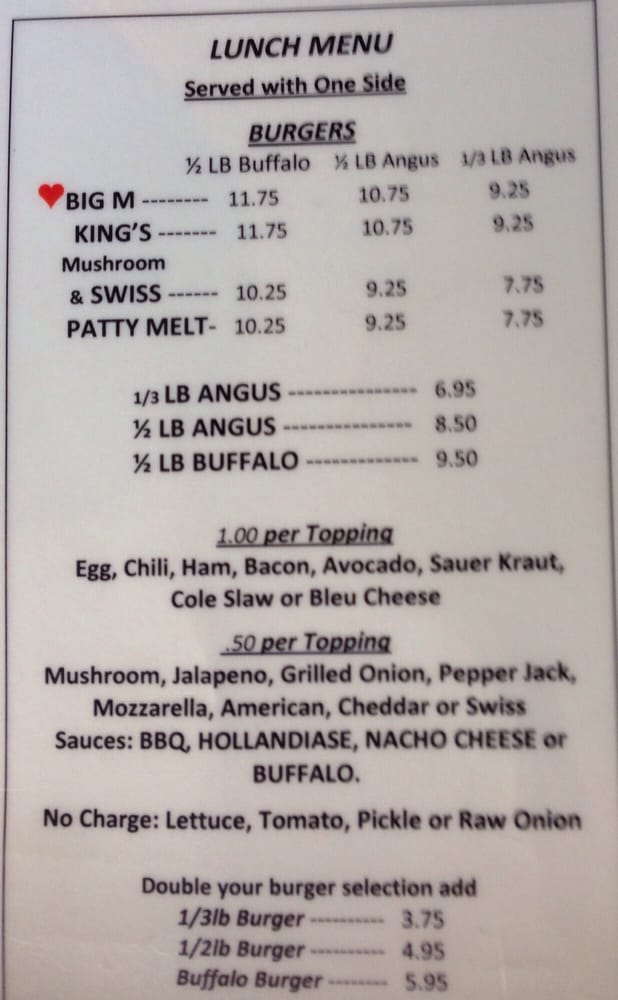 LUNCH MENU
Served with One Side
BURGERS
½ LB Buffalo ½ LB Angus 1/3 LB Angus
BIG M -------- 11.75 10.75 9.25
KING'S ------- 11.75 10.75 9.25
Mushroom
& SWISS ------ 10.25 9.25 7.75
PATTY MELT- 10.25 9.25 7.75
1/3 LB ANGUS --------------- 6.95
½ LB ANGUS --------------- 8.50
½ LB BUFFALO ------------- 9.50
1.00 per Topping
Egg, Chili, Ham, Bacon, Avocado, Sauer Kraut,
Cole Slaw or Bleu Cheese
.50 per Topping
Mushroom, Jalapeno, Grilled Onion, Pepper Jack,
Mozzarella, American, Cheddar or Swiss
Sauces: BBQ, HOLLANDIASE, NACHO CHEESE or
BUFFALO.
No Charge: Lettuce, Tomato, Pickle or Raw Onion
Double your burger selection add
1/3lb Burger ---------- 3.75
1/2lb Burger ---------- 4.95
Buffalo Burger -------- 5.95